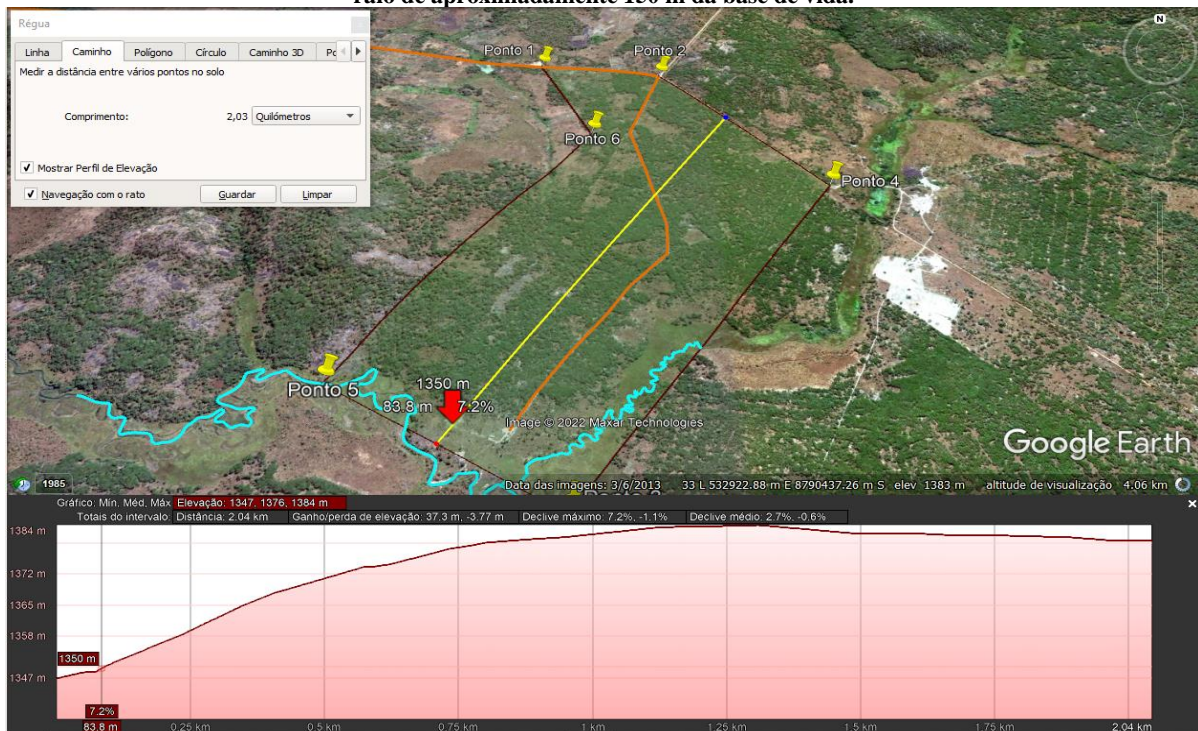 raio de aproximadamente 150 m da base de vida.
Régua
Linha Caminho Polígono Círculo Caminho 3D
Medir a distância entre vários pontos no solo
Comprimento: 2,03 Quilómetros
Mostrar Perfil de Elevação
Navegação com o rato Guardar Limpar
N
Ponto 1
Ponto 2
Ponto 6
Ponto 4
Ponto 5
1350 m
83.8 m 7.2%
Image © 2022 Maxar Technologies
Google Earth
1985
Data das imagens: 3/6/2013 33 L 532922.88 m E 8790437.26 m S elev 1383 m altitude de visualização 4.06 km
Gráfico: Mín. Méd. Máx Elevação: 1347, 1376, 1384 m
Totais do intervalo: Distância: 2.04 km Ganho/perda de elevação: 37.3 m, -3.77 m Declive máximo: 7.2%, -1.1% Declive médio: 2.7%, -0.6%
1384 m
1372 m
1365 m
1358 m
1350 m
1347 m
7.2%
83.8 m 0.25 km 0.5 km 0.75 km 1 km 1.25 km 1.5 km 1.75 km 2.04 km